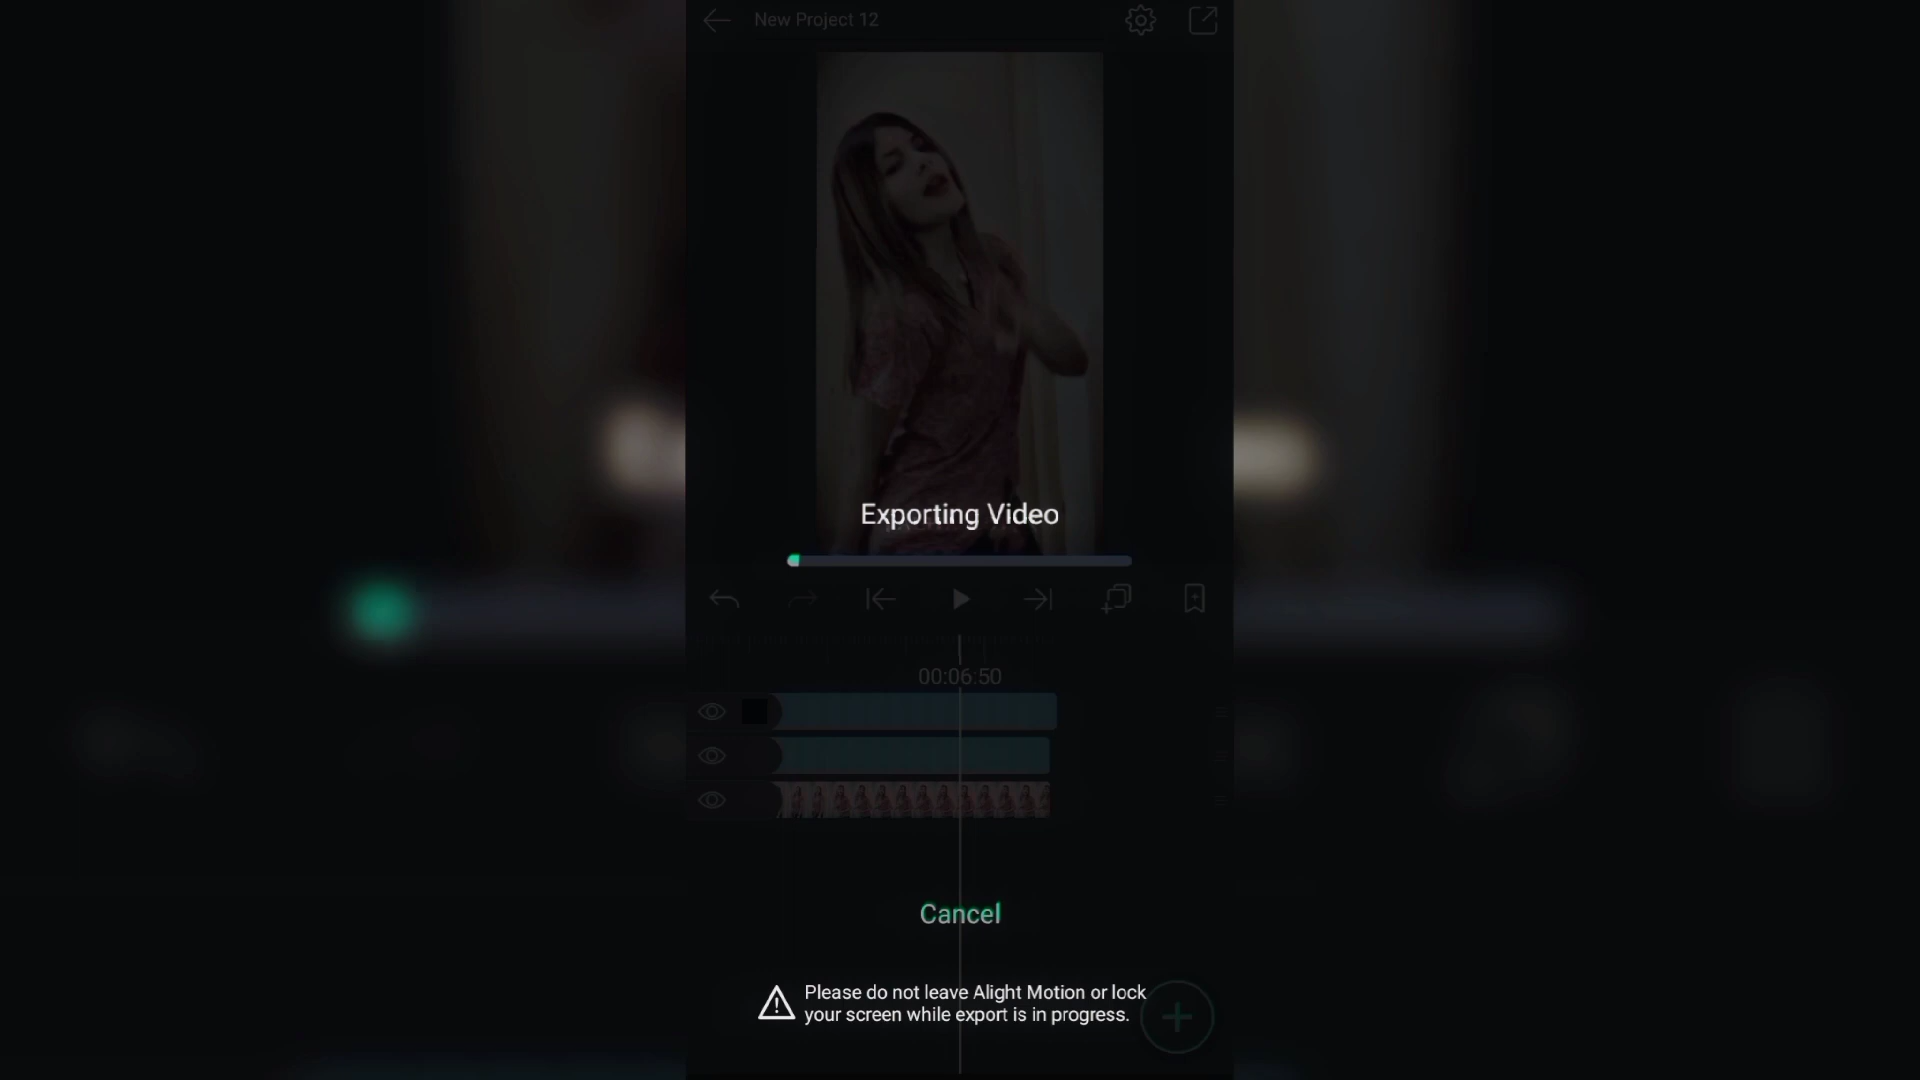 New Project 12
Exporting Video
00:06:50
Cancel
Please do not leave Alight Motion or lock
your screen while export is in progress.